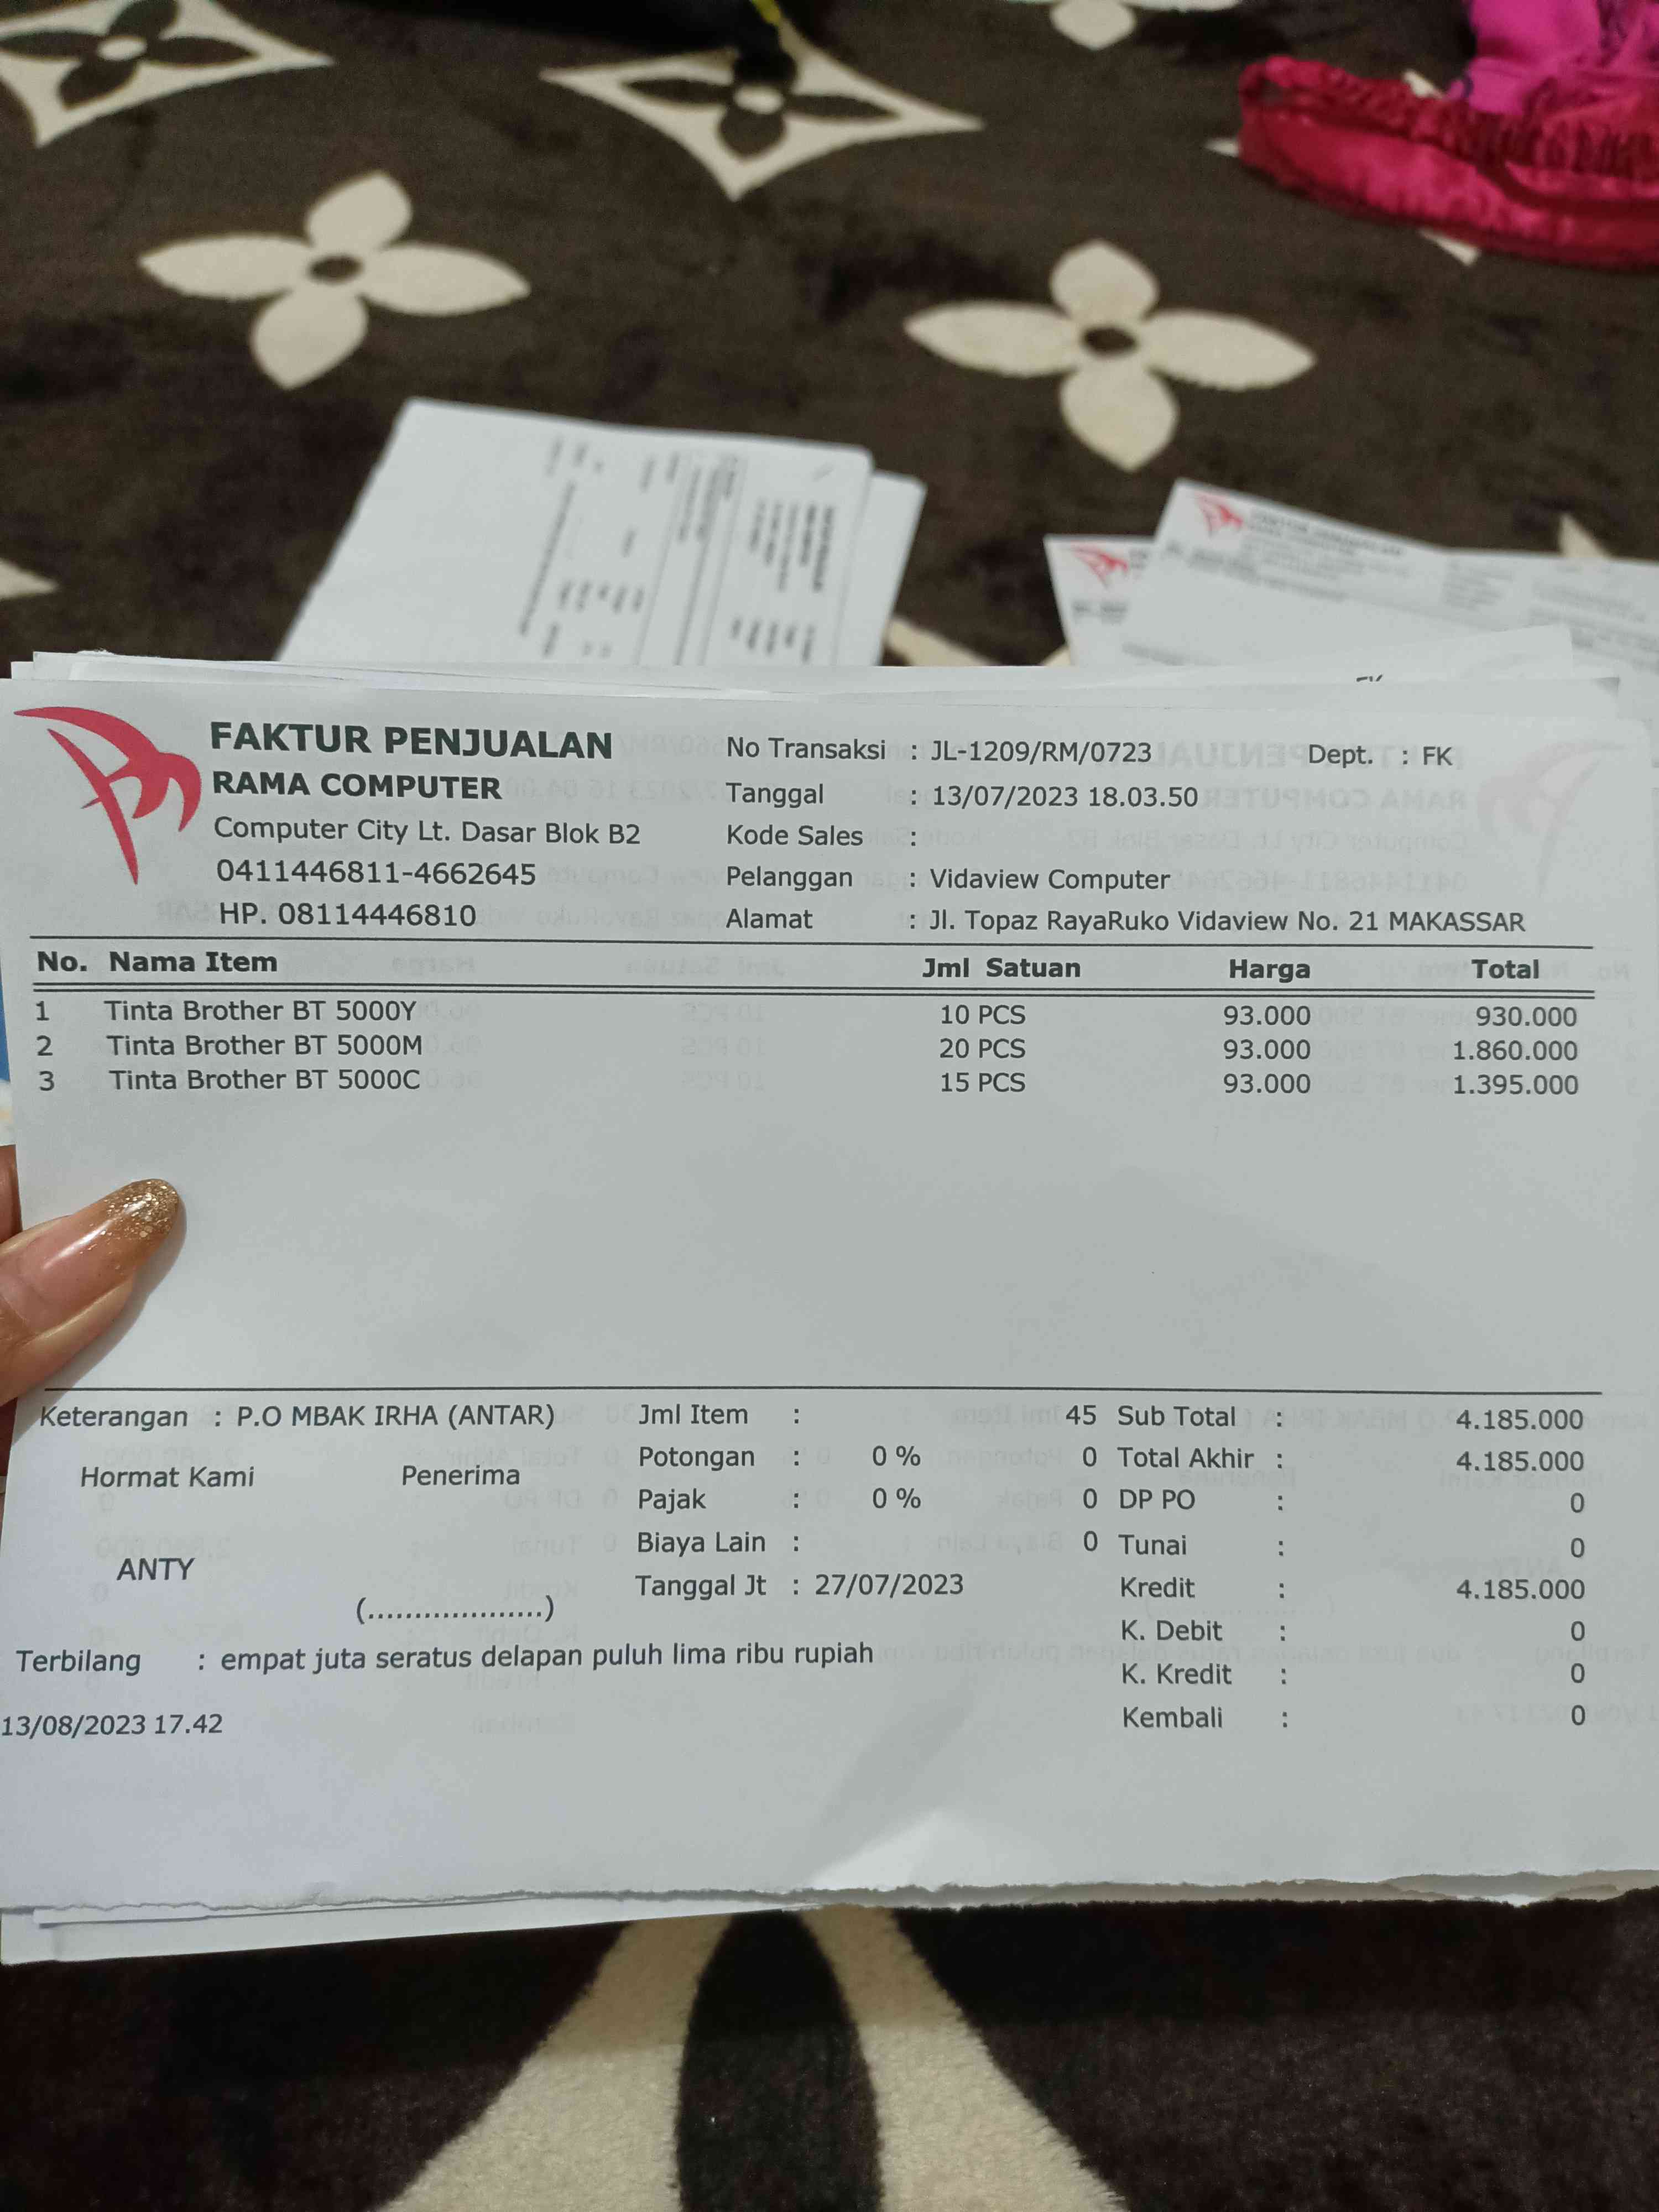 FAKTUR PENJUALAN
RAMA COMPUTER
Computer City Lt. Dasar Blok B2
0411446811-4662645
HP. 08114446810
No Transaksi : JL-1209/RM/0723 Dept. : FK
Tanggal : 13/07/2023 18.03.50
Kode Sales :
Pelanggan : Vidaview Computer
Alamat : Jl. Topaz RayaRuko Vidaview No. 21 MAKASSAR
No. Nama Item Jml Satuan Harga Total
1 Tinta Brother BT 5000Y 10 PCS 93.000 930.000
2 Tinta Brother BT 5000M 20 PCS 93.000 1.860.000
3 Tinta Brother BT 5000C 15 PCS 93.000 1.395.000
Keterangan : P.O MBAK IRHA (ANTAR) Jml Item : 45 Sub Total : 4.185.000
Hormat Kami Penerima Potongan : 0 % 0 Total Akhir : 4.185.000
Pajak : 0 % 0 DP PO : 0
ANTY Biaya Lain : 0 Tunai : 0
(...................) Tanggal Jt : 27/07/2023 Kredit : 4.185.000
K. Debit : 0
Terbilang : empat juta seratus delapan puluh lima ribu rupiah K. Kredit : 0
13/08/2023 17.42 Kembali : 0